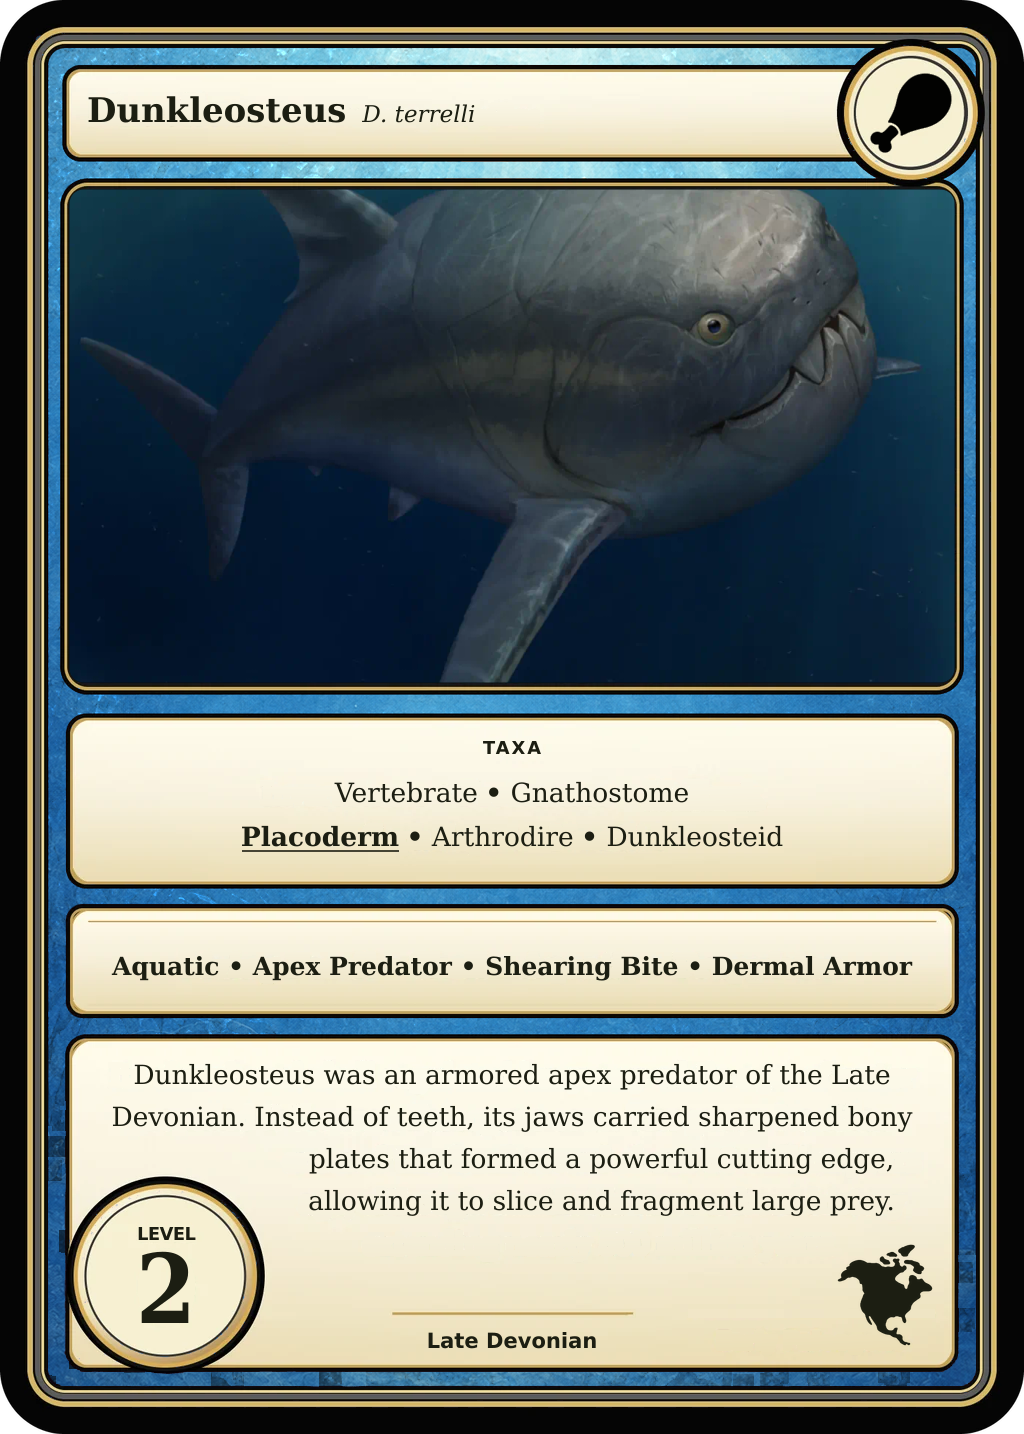 Dunkleosteus D. terrelli
TAXA
Vertebrate • Gnathostome
Placoderm • Arthrodire • Dunkleosteid
Aquatic • Apex Predator • Shearing Bite • Dermal Armor
Dunkleosteus was an armored apex predator of the Late
Devonian. Instead of teeth, its jaws carried sharpened bony
plates that formed a powerful cutting edge,
allowing it to slice and fragment large prey.
LEVEL
2
Late Devonian